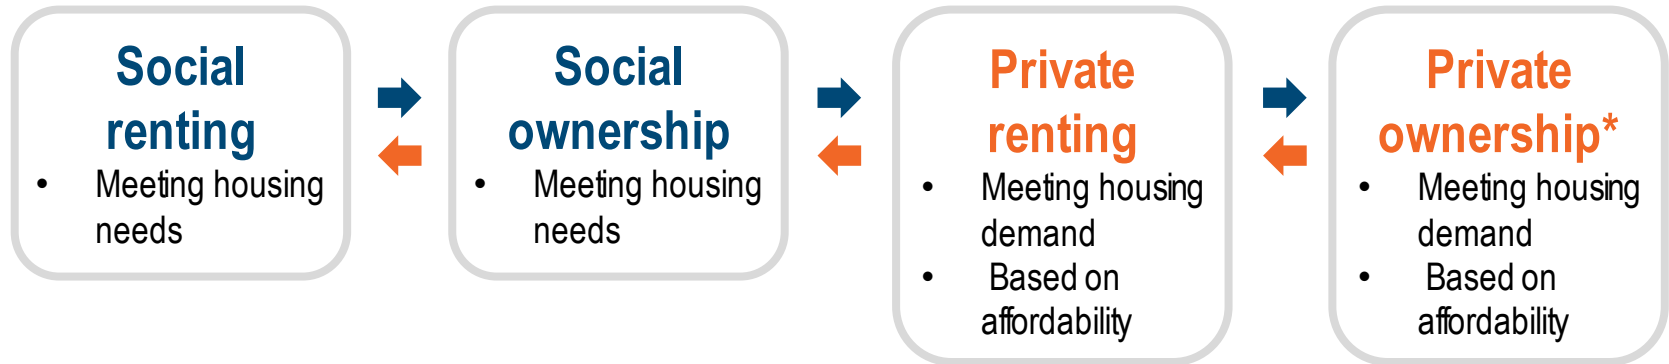 Social
renting
• Meeting housing
needs
Social
ownership
• Meeting housing
needs
Private
renting
• Meeting housing
demand
• Based on
affordability
Private
ownership*
• Meeting housing
demand
• Based on
affordability